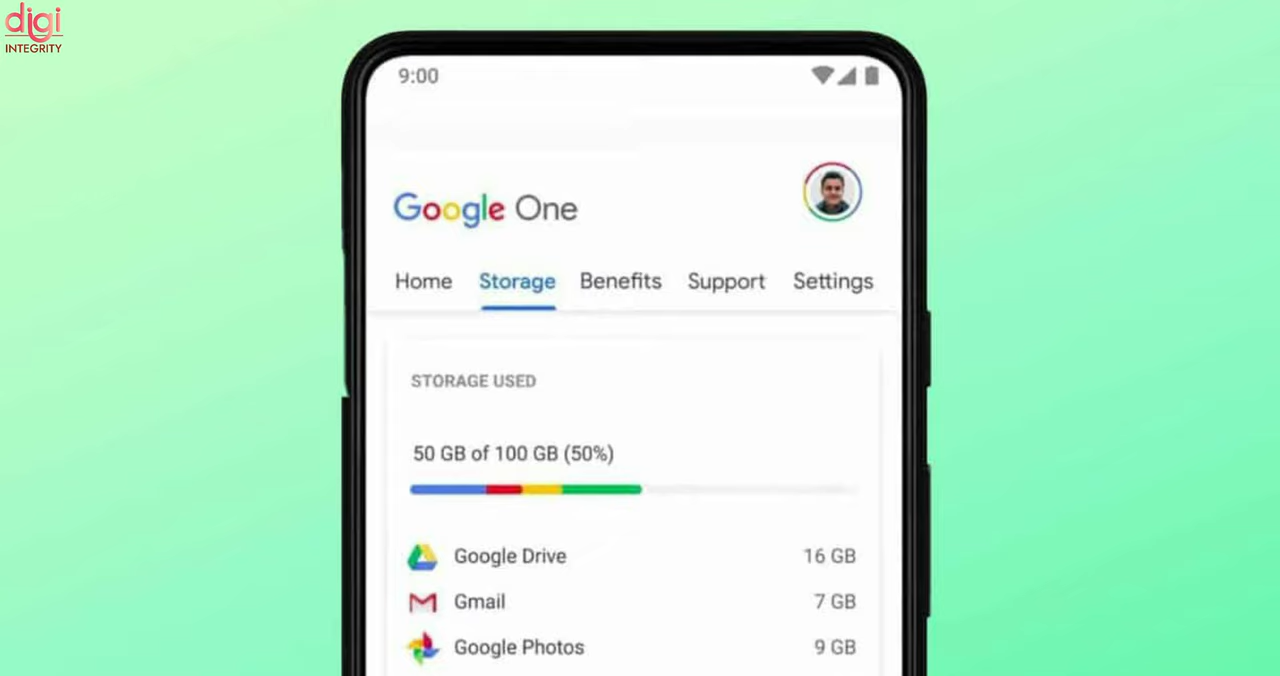 digi
INTEGRITY
9:00
Google One
Home Storage Benefits Support Settings
STORAGE USED
50 GB of 100 GB (50%)
Google Drive 16 GB
Gmail 7 GB
Google Photos 9 GB